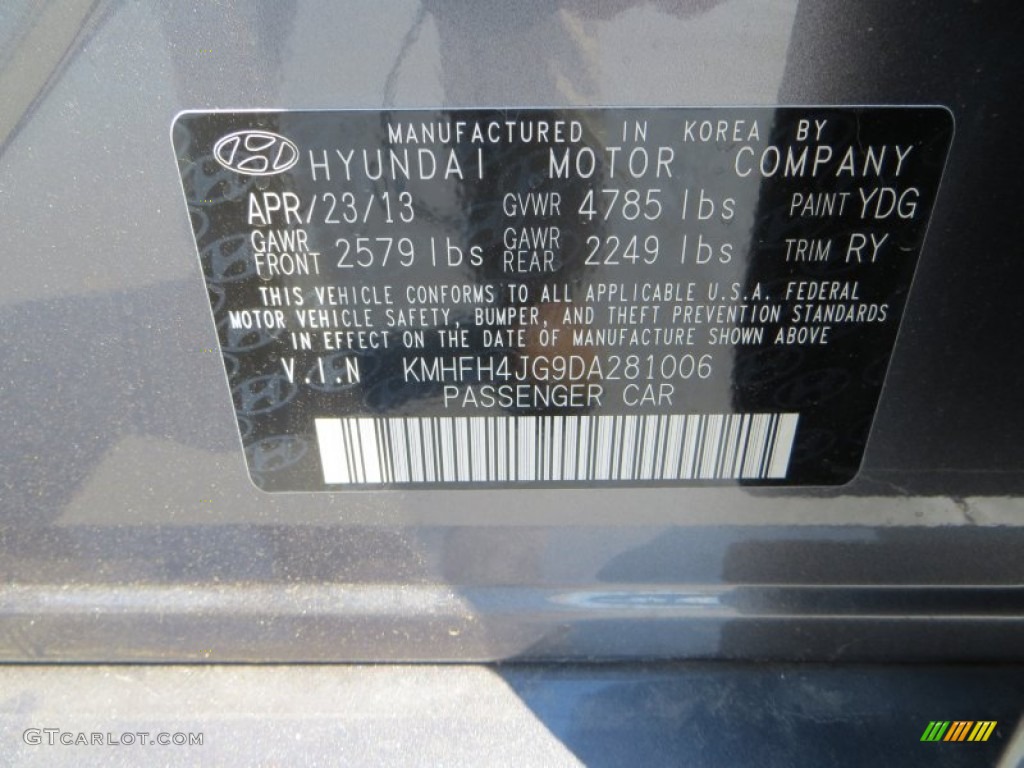 MANUFACTURED IN KOREA BY
HYUNDAI MOTOR COMPANY
APR/23/13 GVWR 4785 lbs PAINT YDG
GAWR FRONT 2579 lbs GAWR REAR 2249 lbs TRIM RY
THIS VEHICLE CONFORMS TO ALL APPLICABLE U.S.A. FEDERAL
MOTOR VEHICLE SAFETY, BUMPER, AND THEFT PREVENTION STANDARDS
IN EFFECT ON THE DATE OF MANUFACTURE SHOWN ABOVE
V.I.N KMHFH4JG9DA281006
PASSENGER CAR
GTCARLOT.COM